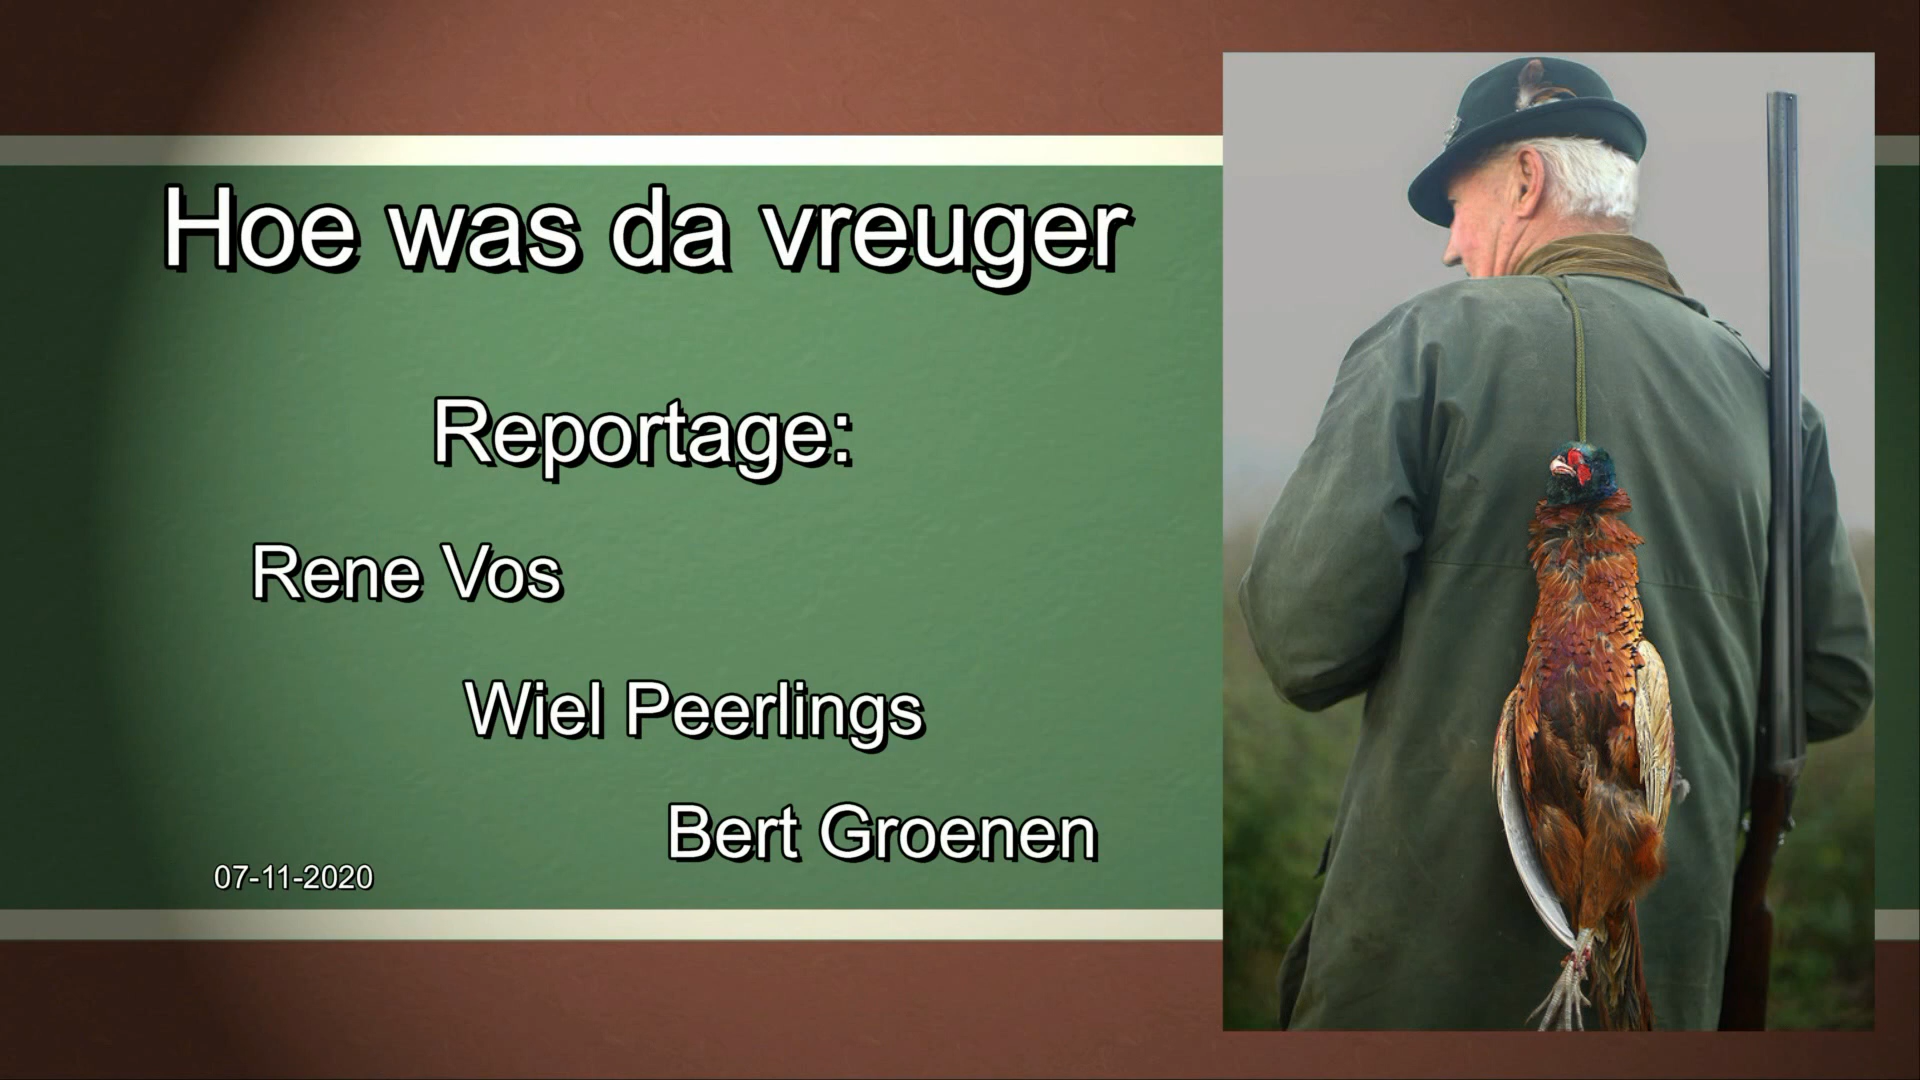 Hoe was da vreuger
Reportage:
Rene Vos
Wiel Peerlings
Bert Groenen
07-11-2020